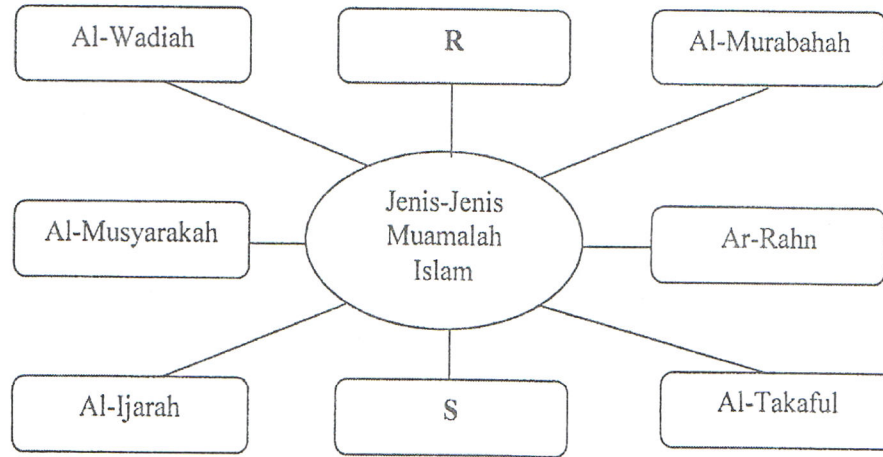 Al-Wadiah
R
Al-Murabahah
Al-Musyarakah
Jenis-Jenis
Muamalah
Islam
Ar-Rahn
Al-Ijarah
S
Al-Takaful